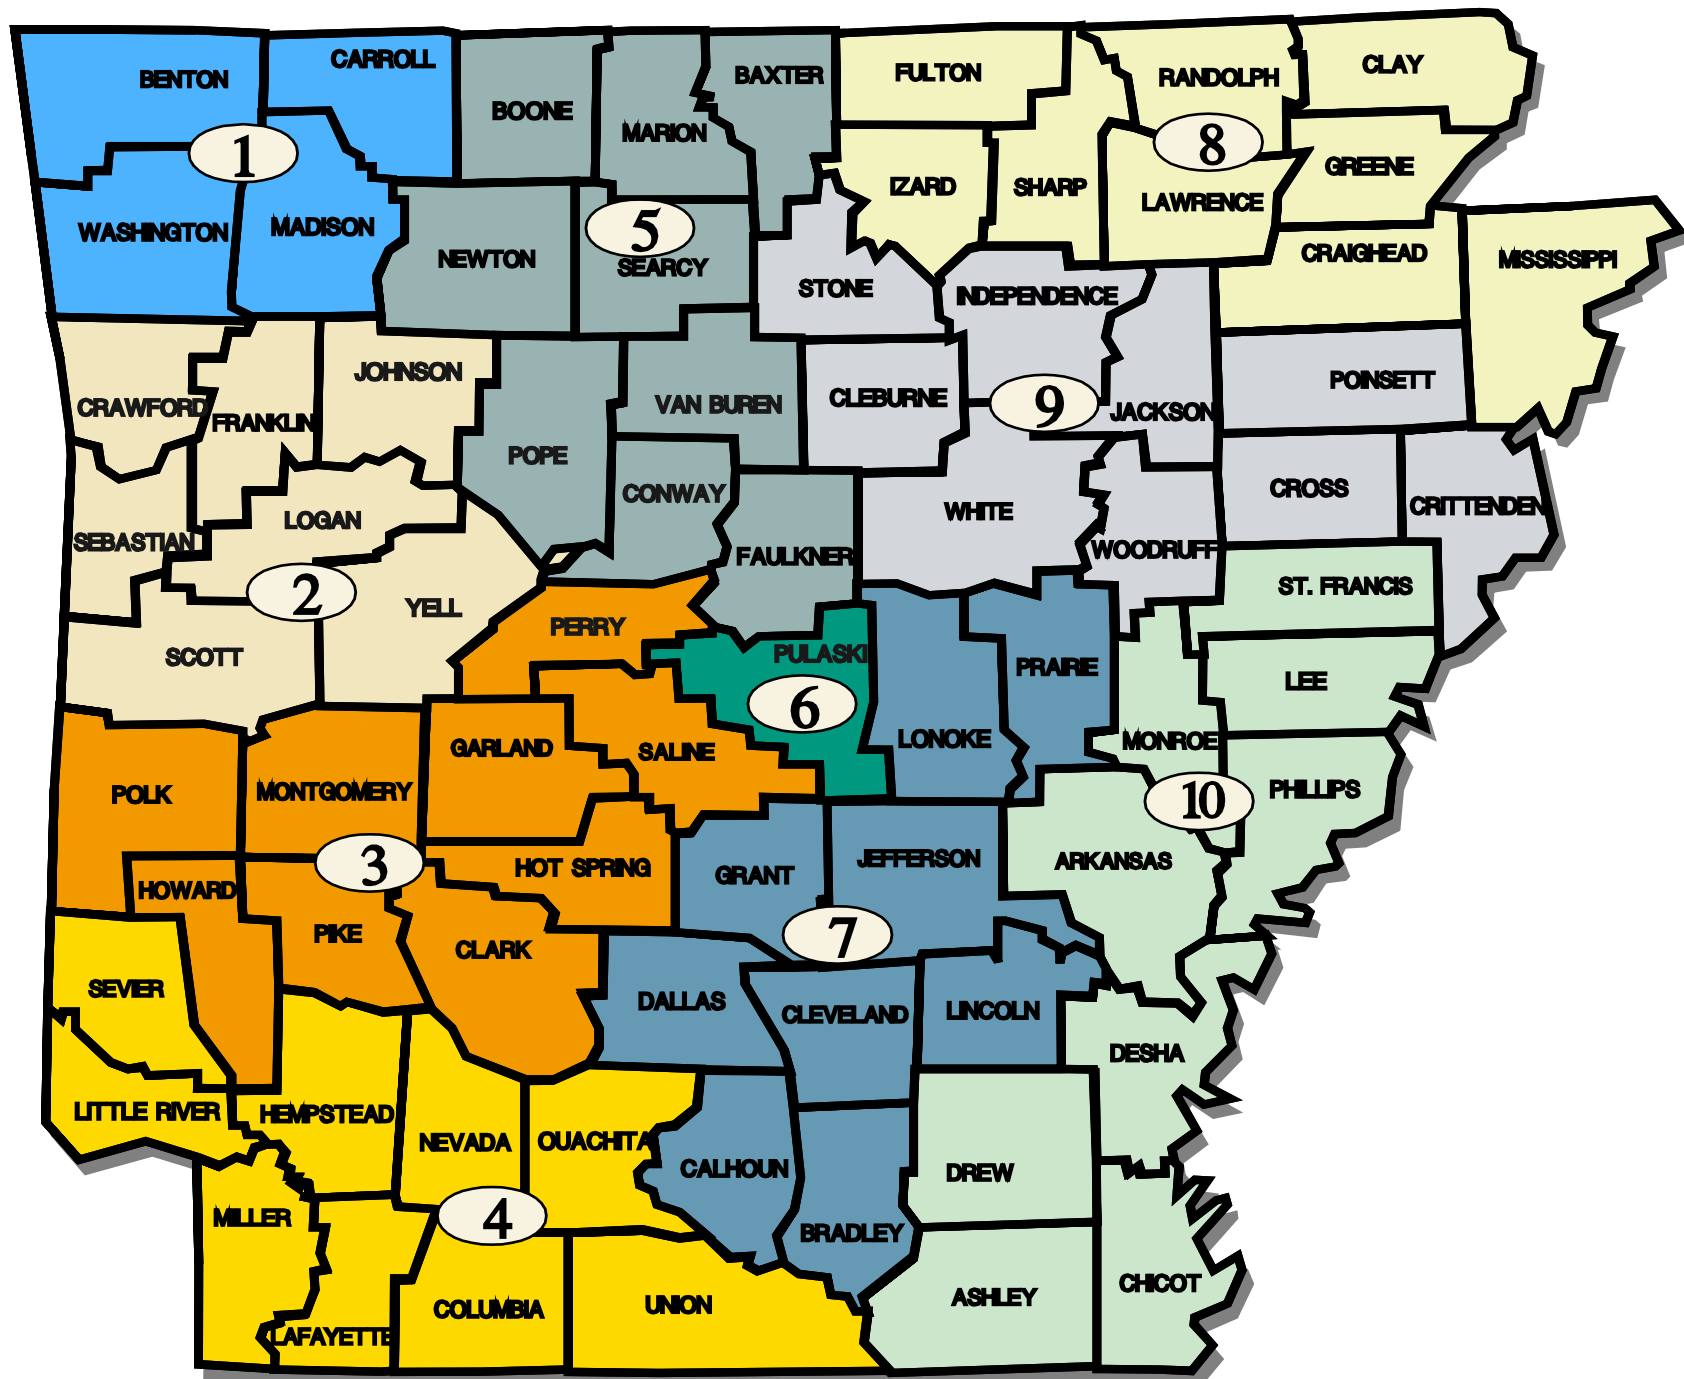 BENTON
CARROLL
BOONE
MARION
BAXTER
FULTON
RANDOLPH
CLAY
1
8
GREENE
IZARD
SHARP
LAWRENCE
WASHINGTON
MADISON
NEWTON
5
SEARCY
STONE
INDEPENDENCE
CRAIGHEAD
MISSISSIPPI
CRAWFORD
FRANKLIN
JOHNSON
POPE
VAN BUREN
CLEBURNE
9
JACKSON
POINSETT
SEBASTIAN
LOGAN
CONWAY
FAULKNER
WHITE
WOODRUFF
CROSS
CRITTENDEN
2
YELL
SCOTT
PERRY
PULASKI
6
PRAIRIE
ST. FRANCIS
LEE
POLK
MONTGOMERY
GARLAND
SALINE
LONOKE
MONROE
10
PHILLIPS
HOWARD
3
HOT SPRING
GRANT
JEFFERSON
ARKANSAS
PIKE
CLARK
7
SEVIER
DALLAS
CLEVELAND
LINCOLN
DESHA
LITTLE RIVER
HEMPSTEAD
NEVADA
OUACHITA
CALHOUN
DREW
MILLER
4
BRADLEY
LAFAYETTE
COLUMBIA
UNION
ASHLEY
CHICOT